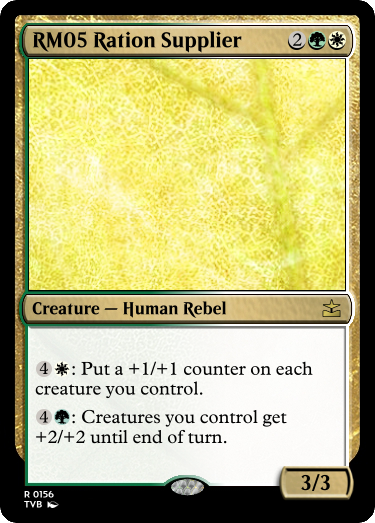 RM05 Ration Supplier 2
Creature — Human Rebel
4 : Put a +1/+1 counter on each
creature you control.
4 : Creatures you control get
+2/+2 until end of turn.
3/3
R 0156
TVB